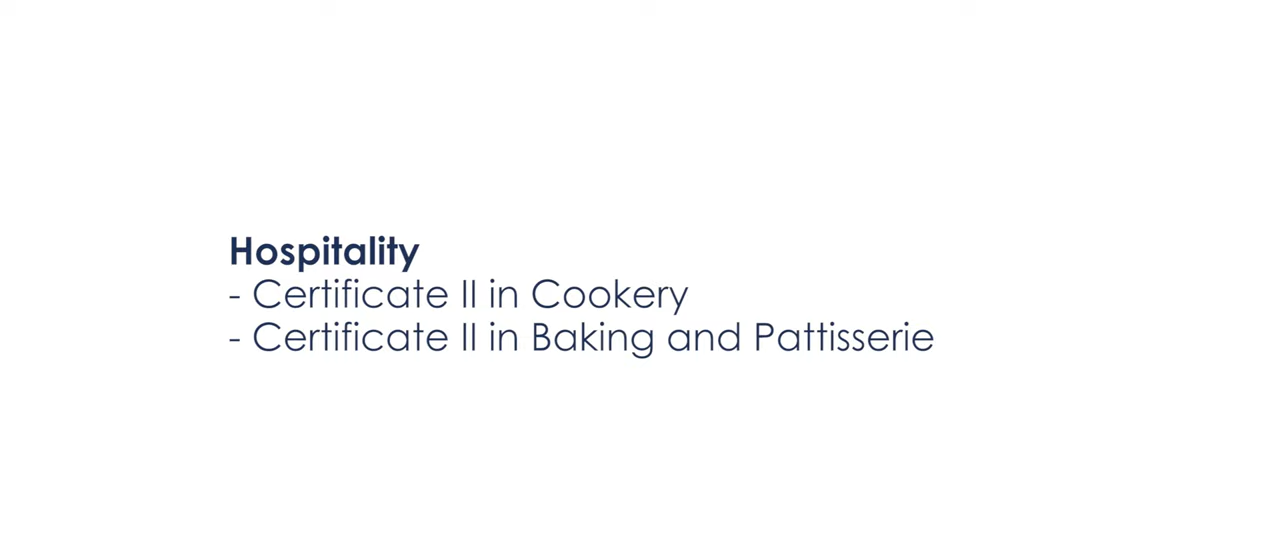 Hospitality
- Certificate II in Cookery
- Certificate II in Baking and Pattisserie